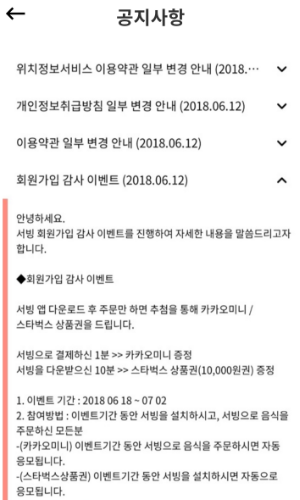 공지사항
위치정보서비스 이용약관 일부 변경 안내 (2018.…
개인정보취급방침 일부 변경 안내 (2018.06.12)
이용약관 일부 변경 안내 (2018.06.12)
회원가입 감사 이벤트 (2018.06.12)
안녕하세요.
서빙 회원가입 감사 이벤트를 진행하여 자세한 내용을 말씀드리고자
합니다.
◆회원가입 감사 이벤트
서빙 앱 다운로드 후 주문만 하면 추첨을 통해 카카오미니 /
스타벅스 상품권을 드립니다.
서빙으로 결제하신 1분 >> 카카오미니 증정
서빙을 다운받으신 10분 >> 스타벅스 상품권(10,000원권) 증정
1. 이벤트 기간 : 2018 06 18 ~ 07 02
2. 참여방법 : 이벤트기간 동안 서빙을 설치하시고, 서빙으로 음식을
주문하신 모든분
-(카카오미니) 이벤트기간 동안 서빙으로 음식을 주문하시면 자동
응모됩니다.
-(스타벅스상품권) 이벤트기간 동안 서빙을 설치하시면 자동으로
응모됩니다.